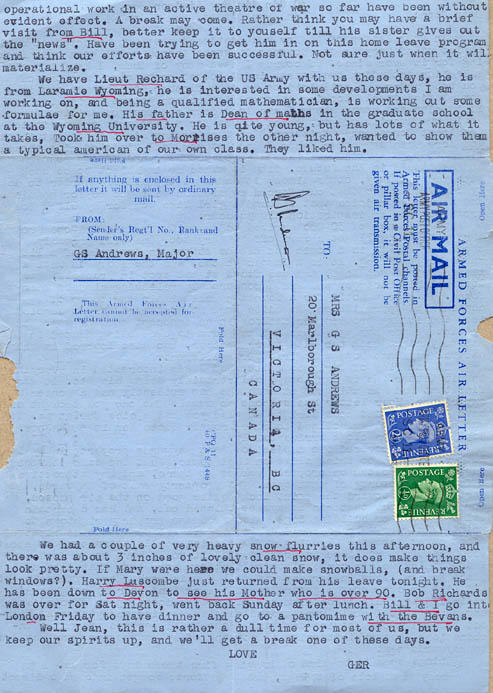 operational work in an active theatre of war so far have been without
evident effect. A break may come. Rather think you may have a brief
visit from Bill, better keep it to youself till his sister gives out
the "news". Have been trying to get him in on this home leave program
and think our efforts have been successful. Not sure just when it will
materialize.
We have Lieut Rechard of the US Army with us these days, he is
from Laramie Wyoming, he is interested in some developments I am
working on, and being a qualified mathematician, is working out some
formulae for me. His father is Dean of maths in the graduate school
at the Wyoming University. He is qite young, but has lots of what it
takes, Took him over to Morrises the other night, wanted to show them
a typical american of our own class. They liked him.
If anything is enclosed in this
letter it will be sent by ordinary
mail.
FROM:
(Sender's Regt'l No., Rank and
Name only)
GS Andrews, Major
This Armed Forces Air
Letter cannot be accepted for
registration.
Fold Here
TO:
MRS G S ANDREWS
20 Marlborough St
VICTORIA, BC
CANADA
AIR MAIL
This letter must be posted in
Armed Forces Postal channels
If posted in a Civil Post Office
or pillar box, it will not be
given air transmission.
ARMED FORCES AIR LETTER
POSTAGE
REVENUE
POSTAGE
REVENUE
Open Here
Fold Here
We had a couple of very heavy snow flurries this afternoon, and
there was about 3 inches of lovely clean snow, it does make things
look pretty. If Mary were here we could make snowballs, (and break
windows?). Harry Luscombe just returned from his leave tonight. He
has been down to Devon to see his Mother who is over 90. Bob Richards
was over for Sat night, went back Sunday after lunch. Bill & I go into
London Friday to have dinner and go to a pantomime with the Bevans.
Well Jean, this is rather a dull time for most of us, but we
keep our spirits up, and we'll get a break one of these days.
LOVE
GER